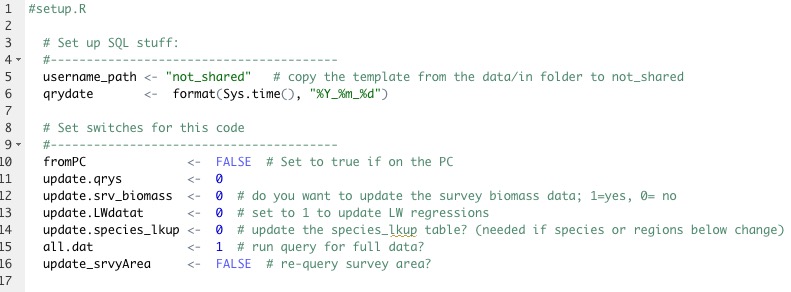 1 #setup.R
2
3 # Set up SQL stuff:
4 #---------------------------------------
5 username_path <- "not_shared" # copy the template from the data/in folder to not_shared
6 qrydate <- format(Sys.time(), "%Y_%m_%d")
7
8 # Set switches for this code
9 #---------------------------------------
10 fromPC <- FALSE # Set to true if on the PC
11 update.qrys <- 0
12 update.srv_biomass <- 0 # do you want to update the survey biomass data; 1=yes, 0= no
13 update.LWdatat <- 0 # set to 1 to update LW regressions
14 update.species_lkup <- 0 # update the species_lkup table? (needed if species or regions below change)
15 all.dat <- 1 # run query for full data?
16 update_srvyArea <- FALSE # re-query survey area?
17